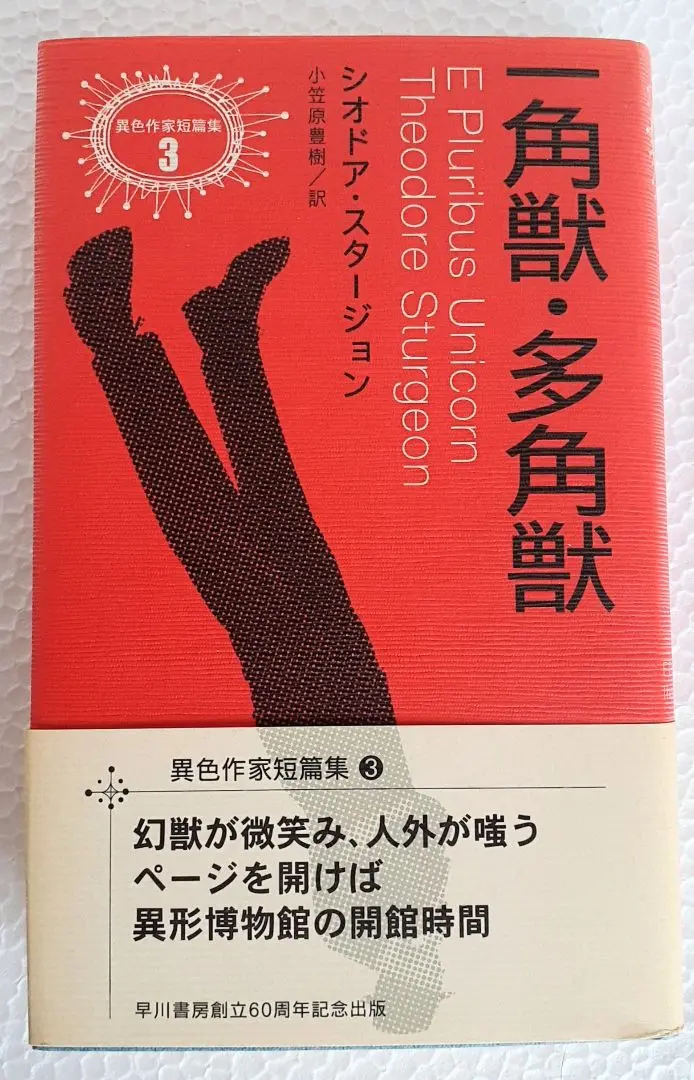 一角獣・多角獣
E Pluribus Unicorn
Theodore Sturgeon
シオドア・スタージョン
小笠原豊樹/訳
異色作家短篇集
3
異色作家短篇集 ❸
幻獣が微笑み、人外が嗤う
ページを開けば
異形博物館の開館時間
早川書房創立60周年記念出版